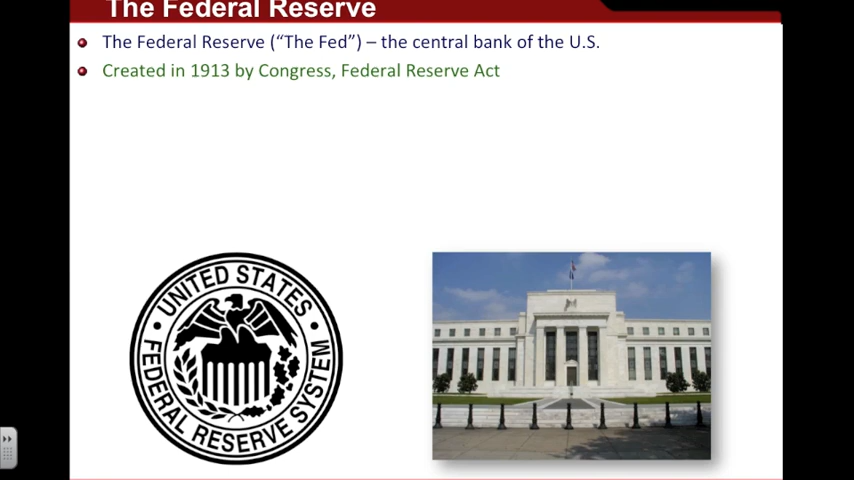 The Federal Reserve
The Federal Reserve (“The Fed”) – the central bank of the U.S.
Created in 1913 by Congress, Federal Reserve Act
UNITED STATES
FEDERAL RESERVE SYSTEM